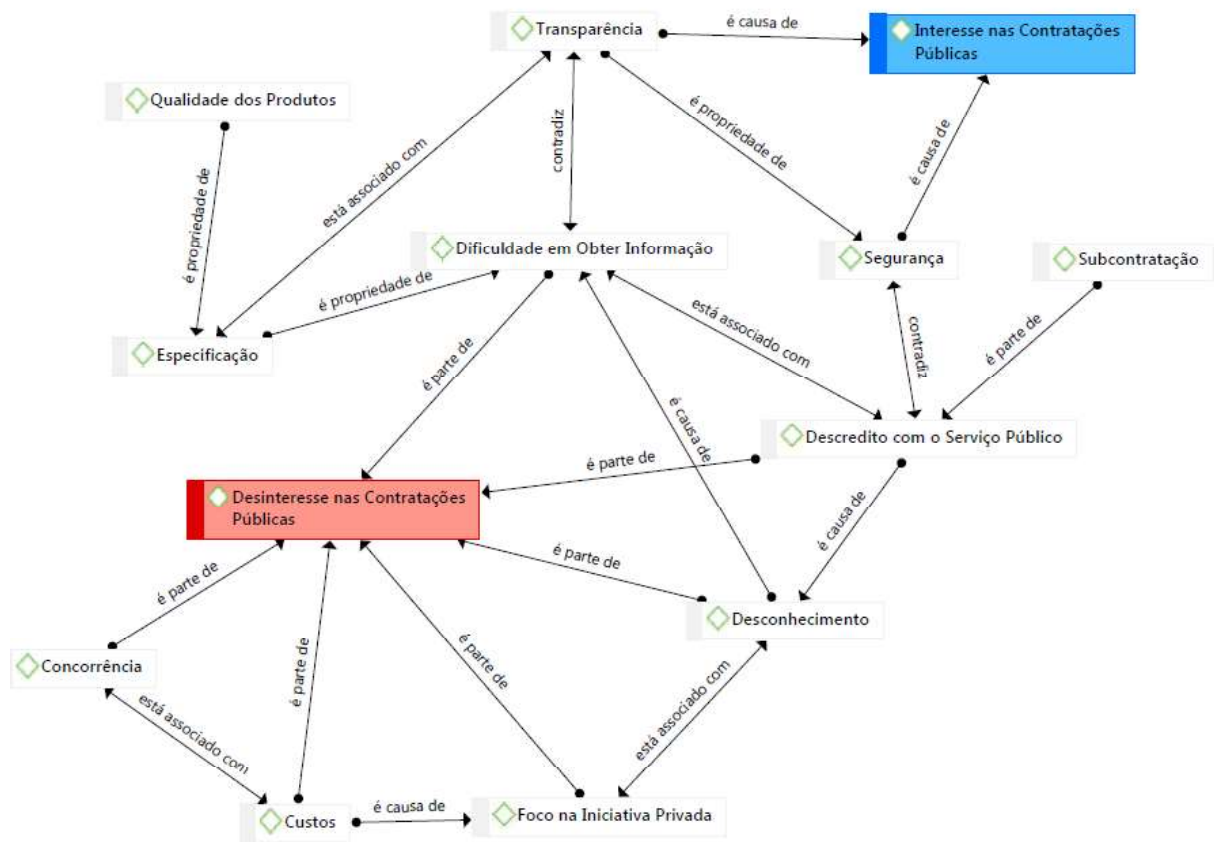 Transparência
é causa de
Interesse nas Contratações
Públicas
Qualidade dos Produtos
é propriedade de
está associado com
contradiz
é propriedade de
é causa de
Dificuldade em Obter Informação
Segurança
Subcontratação
é propriedade de
Especificação
é parte de
está associado com
contradiz
é parte de
é causa de
Descredito com o Serviço Público
é parte de
Desinteresse nas Contratações
Públicas
é causa de
é parte de
Desconhecimento
é parte de
Concorrência
é parte de
é parte de
está associado com
está associado com
Custos
é causa de
Foco na Iniciativa Privada